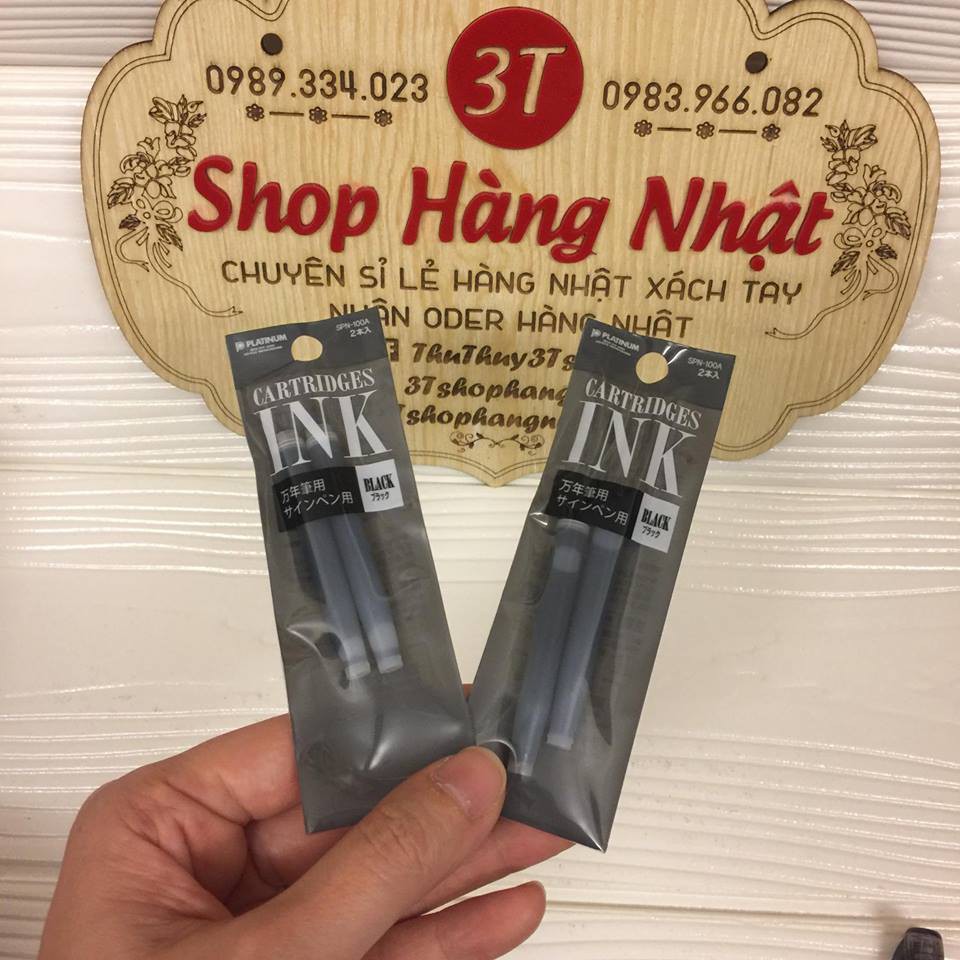 3T
0989.334.023
0983.966.082
Shop Hàng Nhật
CHUYÊN SỈ LẺ HÀNG NHẬT XÁCH TAY
NHẬN ODER HÀNG NHẬT
ThuThuy3Ts
3Tshophang
shophangn
PLATINUM
SPN-100A
2本入
CARTRIDGES
INK
万年筆用
サインペン用
BLACK
ブラック
PLATINUM
SPN-100A
2本入
CARTRIDGES
INK
万年筆用
サインペン用
BLACK
ブラック